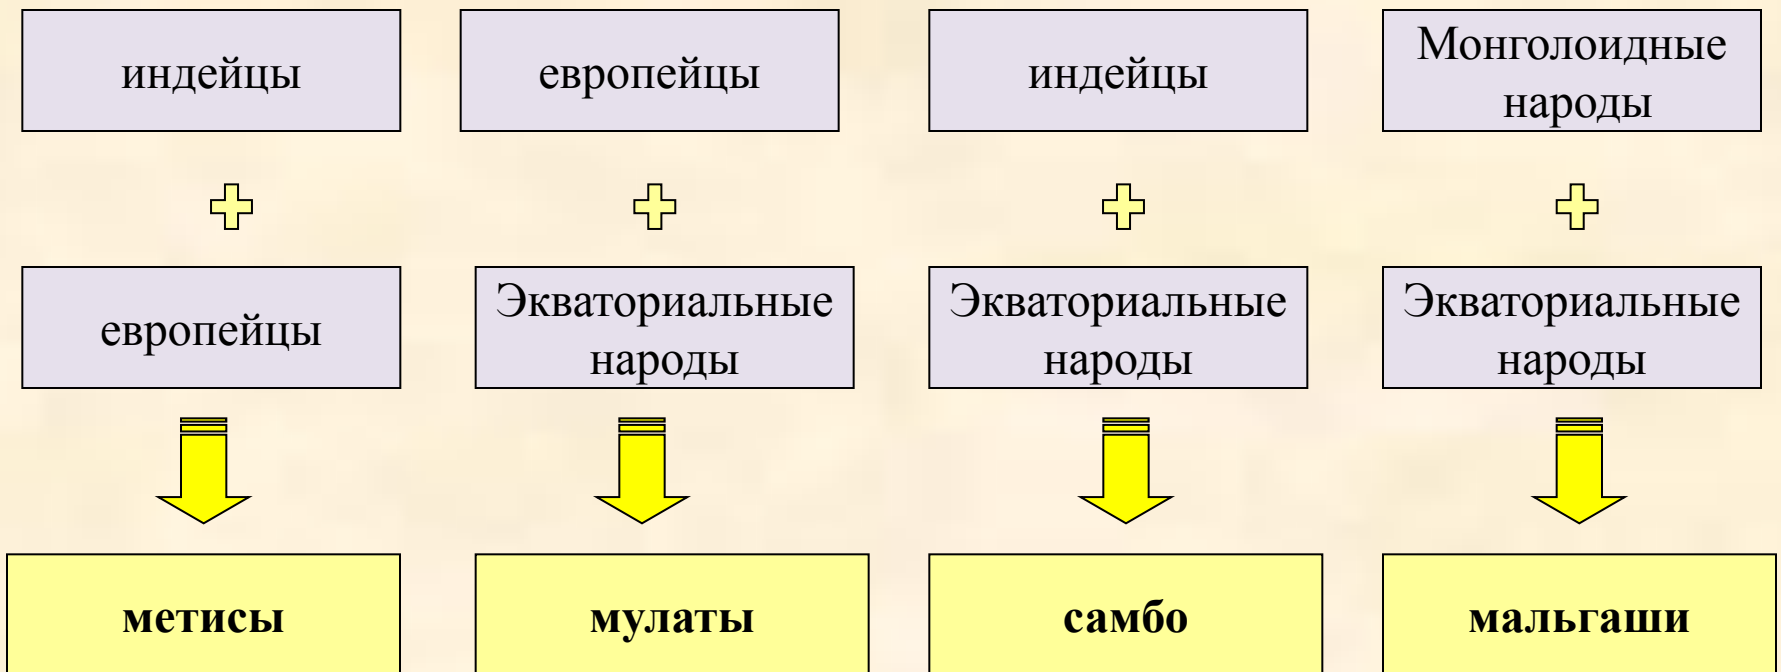 индейцы
европейцы
индейцы
Монголоидные
народы
европейцы
Экваториальные
народы
Экваториальные
народы
Экваториальные
народы
метисы
мулаты
самбо
мальгаши